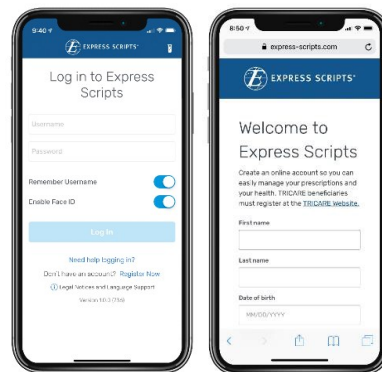 9:40
EXPRESS SCRIPTS
Log in to Express
Scripts
Username
Password
Remember Username
Enable Face ID
Log In
Need help logging in?
Don't have an account? Register Now
Legal Notices and Language Support
8:50
express-scripts.com
EXPRESS SCRIPTS
Welcome to
Express Scripts
Create an online account so you can
easily manage your prescriptions and
your health. TRICARE beneficiaries
must register at the TRICARE website.
First name
Last name
Date of birth
MM/DD/YYYY